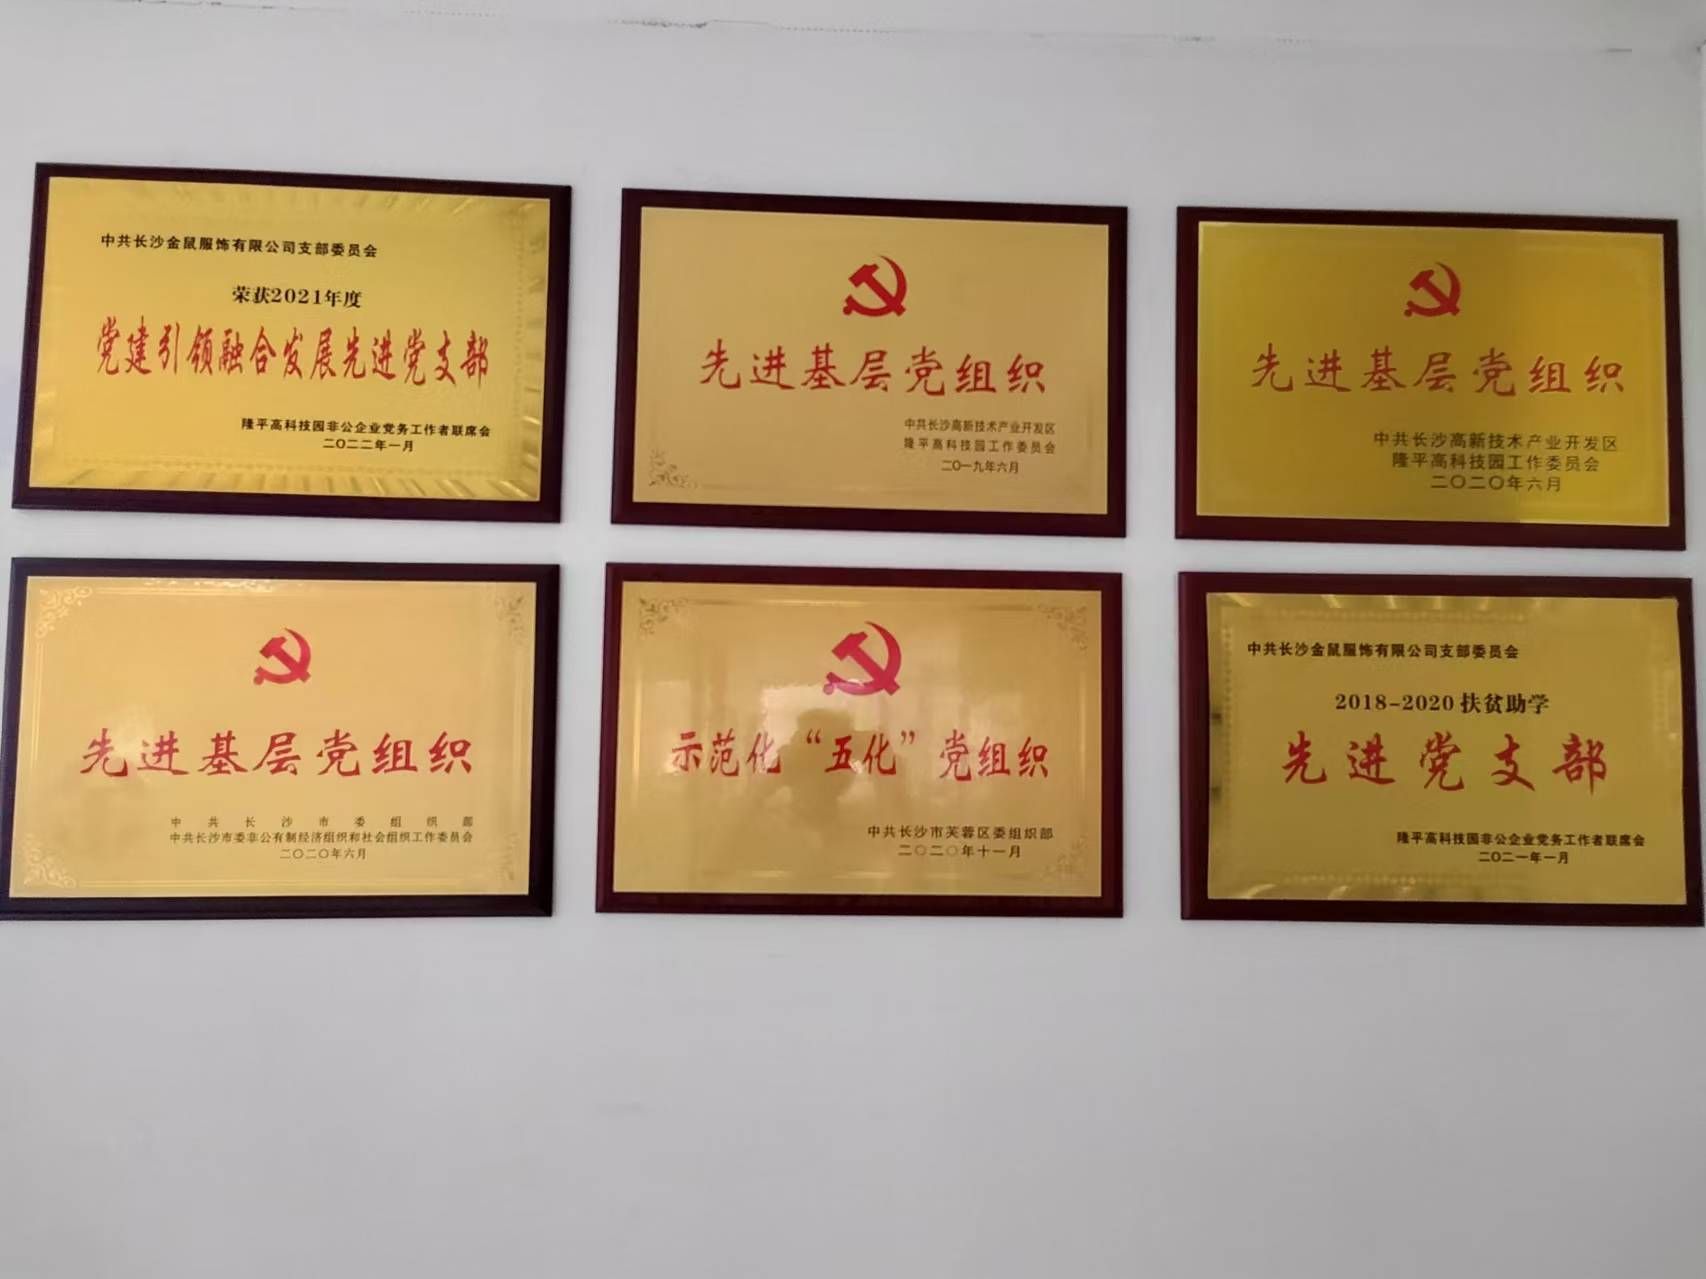 中共长沙金鼠服饰有限公司支部委员会
荣获2021年度
党建引领融合发展先进党支部
隆平高科技园非公企业党务工作者联席会
二〇二二年一月
先进基层党组织
中共长沙高新技术产业开发区
隆平高科技园工作委员会
二〇一九年六月
先进基层党组织
中共长沙高新技术产业开发区
隆平高科技园工作委员会
二〇二〇年六月
先进基层党组织
中共长沙市委组织部
中共长沙市委非公有制经济组织和社会组织工作委员会
二〇二〇年六月
示范化“五化”党组织
中共长沙市芙蓉区委组织部
二〇二〇年十一月
中共长沙金鼠服饰有限公司支部委员会
2018-2020扶贫助学
先进党支部
隆平高科技园非公企业党务工作者联席会
二〇二一年一月